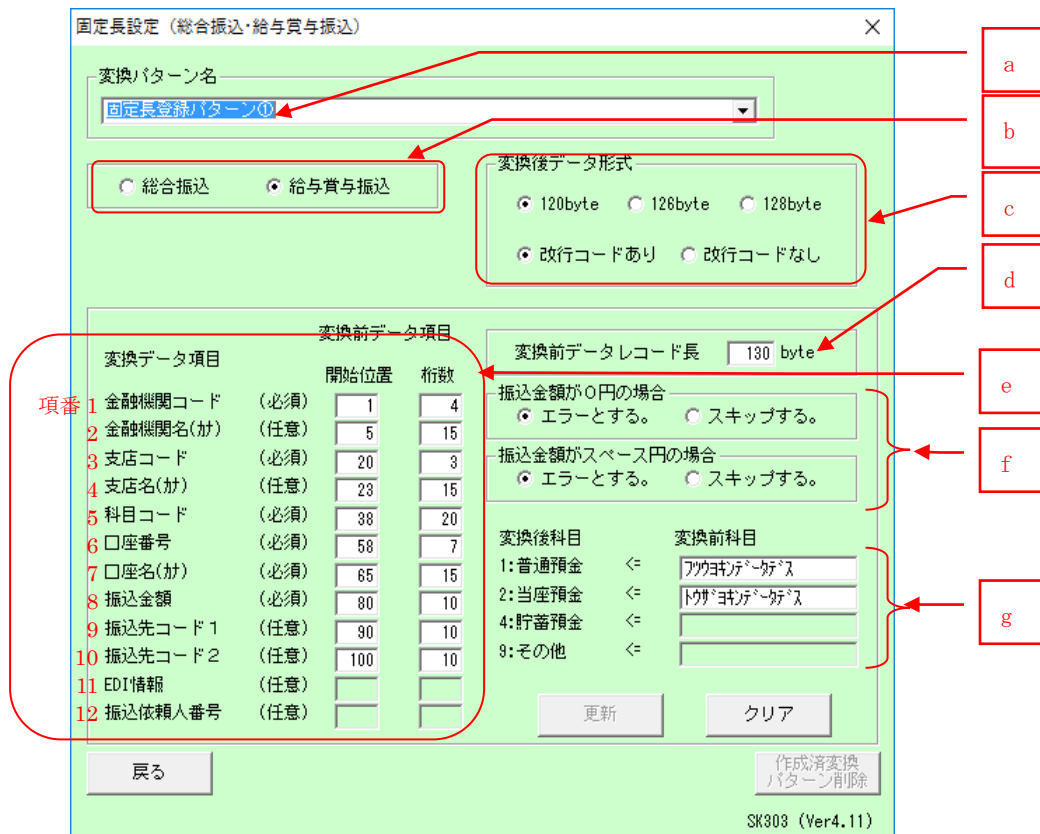 固定長設定（総合振込・給与賞与振込）
a
変換パターン名
固定長登録パターン①
b
総合振込 給与賞与振込
変換後データ形式
120byte 126byte 128byte
改行コードあり 改行コードなし
c
d
変換前データ項目
変換データ項目
開始位置 桁数
変換前データレコード長 130 byte
e
項番 1 金融機関コード （必須） 1 4
2 金融機関名(ｶﾅ) （任意） 5 15
3 支店コード （必須） 20 3
4 支店名(ｶﾅ) （任意） 23 15
5 科目コード （必須） 38 20
6 口座番号 （必須） 58 7
7 口座名(ｶﾅ) （必須） 65 15
8 振込金額 （必須） 80 10
9 振込先コード１ （任意） 90 10
10 振込先コード２ （任意） 100 10
11 EDI情報 （任意）
12 振込依頼人番号 （任意）
振込金額が０円の場合
エラーとする。 スキップする。
振込金額がスペース円の場合
エラーとする。 スキップする。
f
変換後科目 変換前科目
1:普通預金 <= ﾌﾂｳﾖｷﾝﾃﾞｰﾀﾃﾞｽ
2:当座預金 <= ﾄｳｻﾞﾖｷﾝﾃﾞｰﾀﾃﾞｽ
4:貯蓄預金 <=
9:その他 <=
g
更新 クリア
戻る
作成済変換
パターン削除
SK303 (Ver4.11)